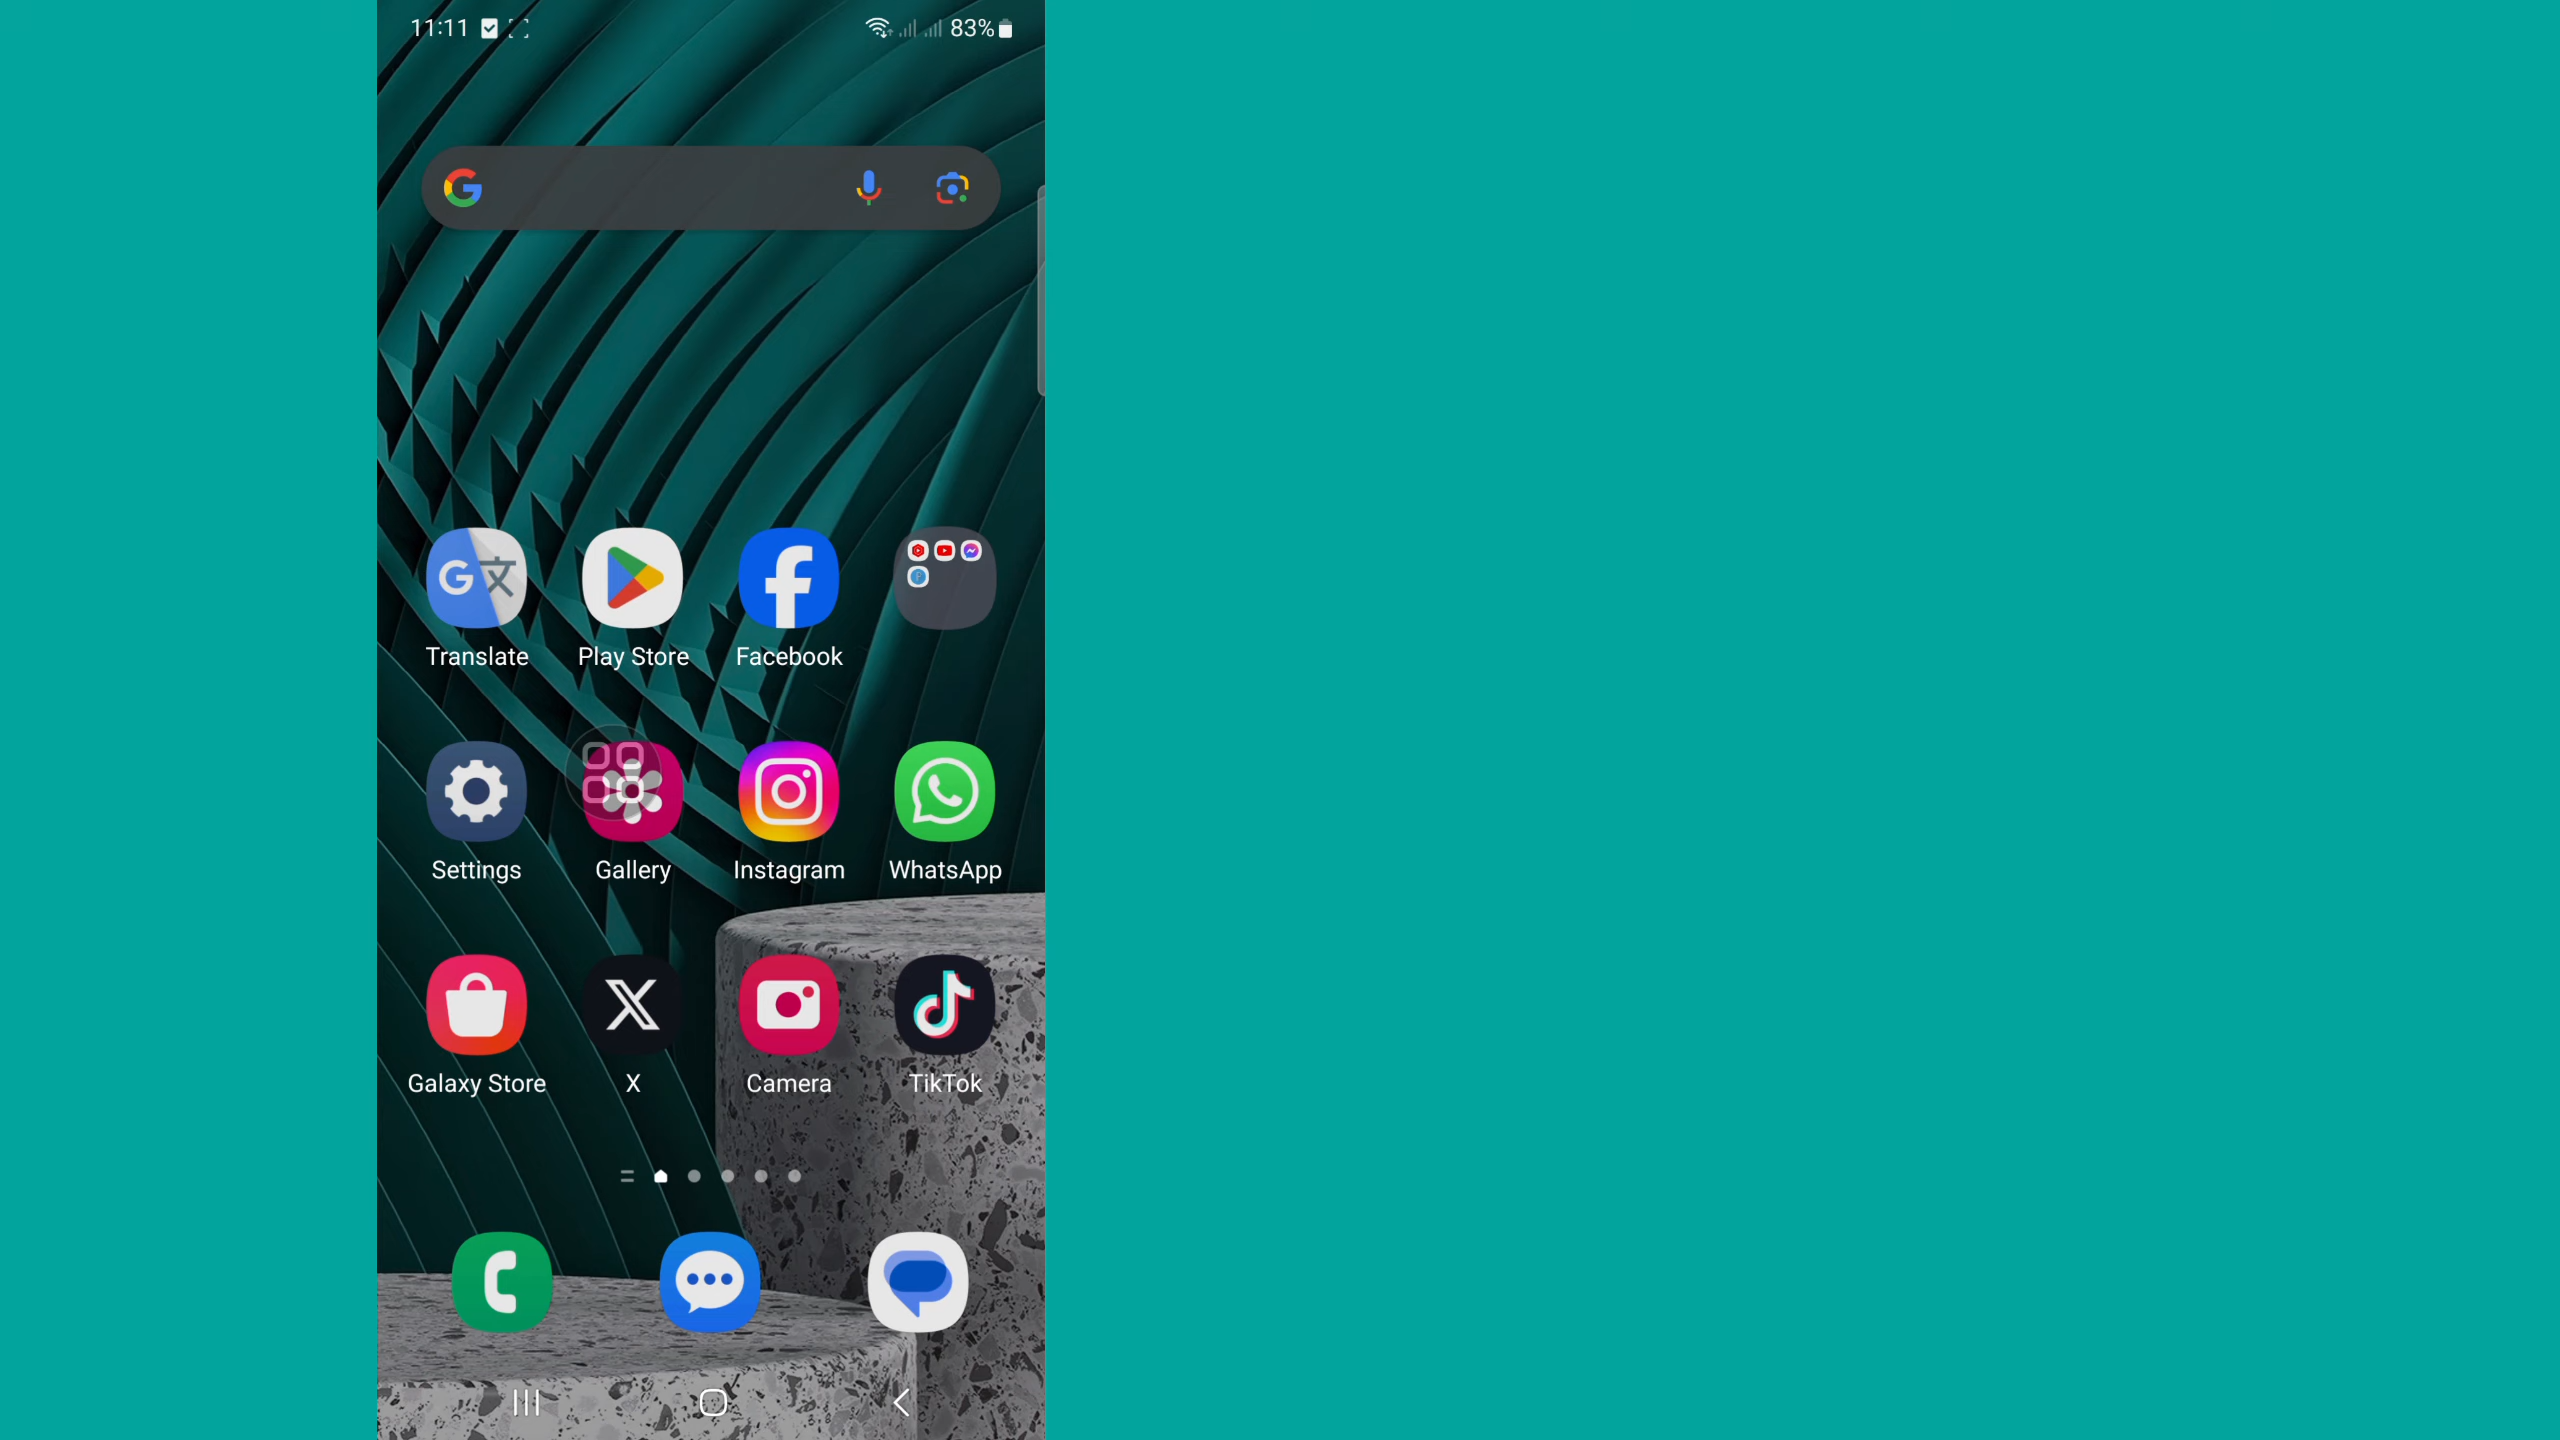 11:11 83%
Translate Play Store Facebook
Settings Gallery Instagram WhatsApp
Galaxy Store X Camera TikTok